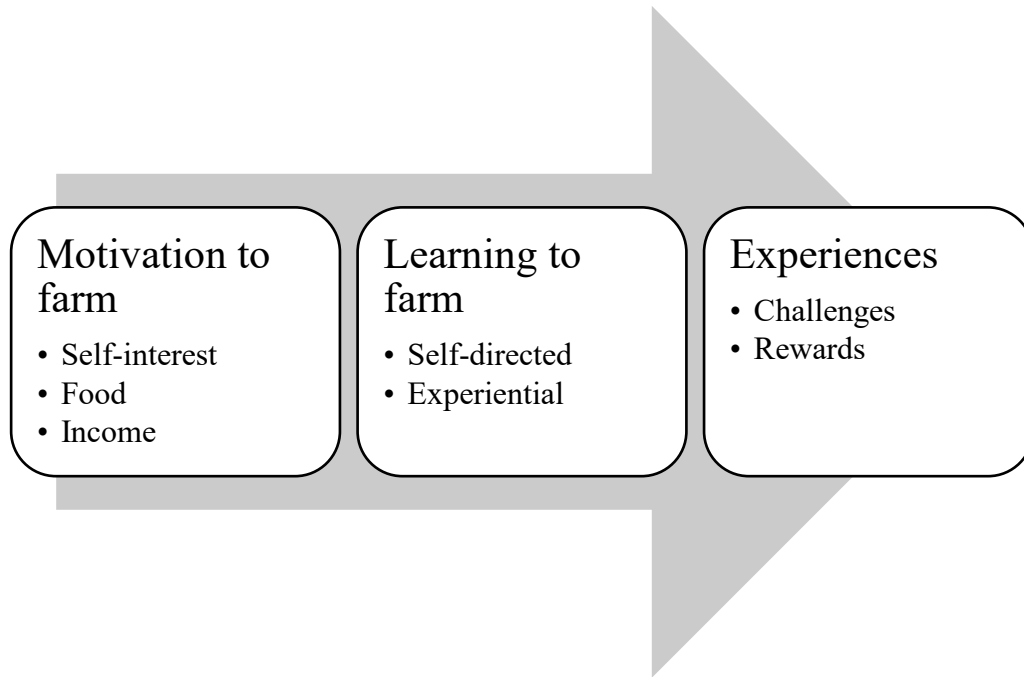 Motivation to
farm
• Self-interest
• Food
• Income
Learning to
farm
• Self-directed
• Experiential
Experiences
• Challenges
• Rewards